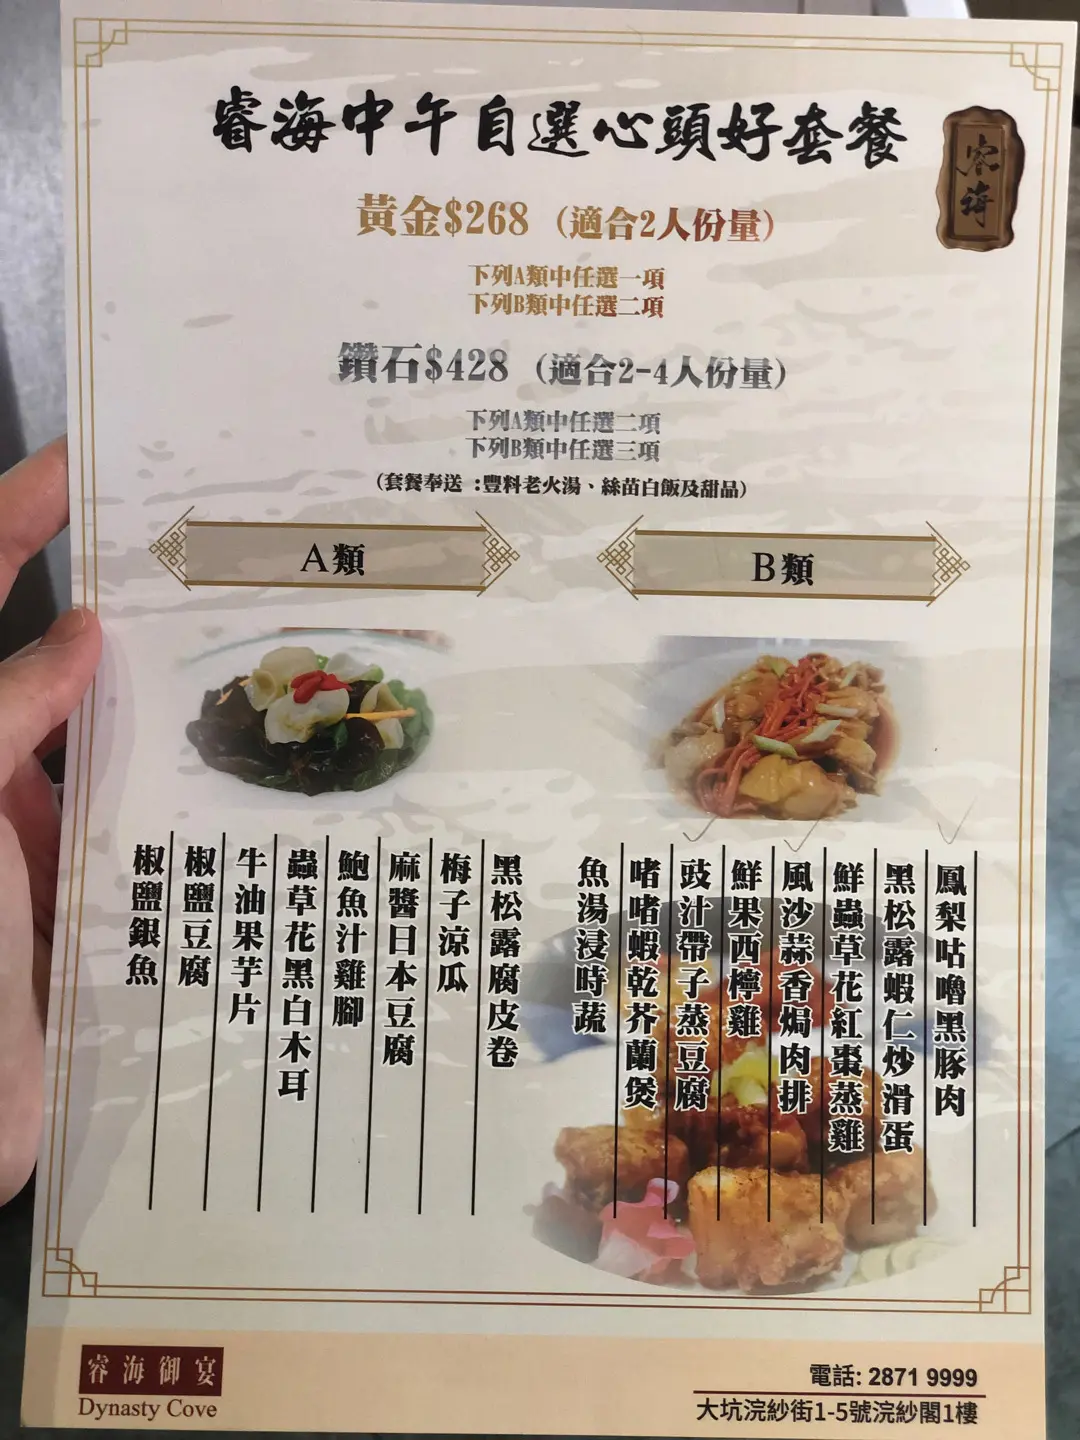 睿海中午自選心頭好套餐
睿海
黃金$268 (適合2人份量)
下列A類中任選一項
下列B類中任選二項
鑽石$428 (適合2-4人份量)
下列A類中任選二項
下列B類中任選三項
(套餐奉送 :豐料老火湯、絲苗白飯及甜品)
A類
黑松露腐皮卷
梅子涼瓜
麻醬日本豆腐
鮑魚汁雞腳
蟲草花黑白木耳
牛油果芋片
椒鹽豆腐
椒鹽銀魚
B類
鳳梨咕嚕黑豚肉
黑松露蝦仁炒滑蛋
鮮蟲草花紅棗蒸雞
風沙蒜香焗肉排
鮮果西檸雞
豉汁帶子蒸豆腐
啫啫蝦乾芥蘭煲
魚湯浸時蔬
睿海御宴
Dynasty Cove
電話: 2871 9999
大坑浣紗街1-5號浣紗閣1樓